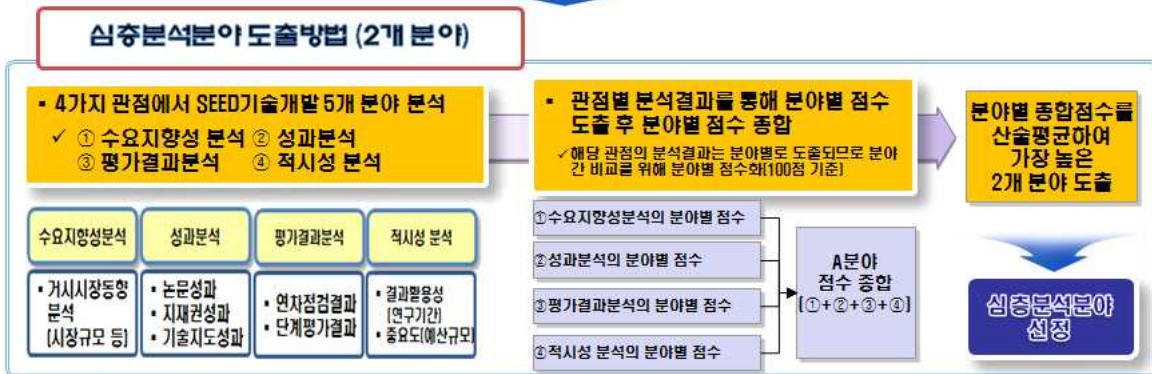 심층분석분야 도출방법 (2개 분야)
▪ 4가지 관점에서 SEED기술개발 5개 분야 분석
✓ ① 수요지향성 분석 ② 성과분석
③ 평가결과분석 ④ 적시성 분석
▪ 관점별 분석결과를 통해 분야별 점수
도출 후 분야별 점수 종합
✓해당 관점의 분석결과는 분야별로 도출되므로 분야
간 비교를 위해 분야별 점수화(100점 기준)
분야별 종합점수를
산술평균하여
가장 높은
2개 분야 도출
수요지향성분석
▪ 거시시장동향
분석
(시장규모 등)
성과분석
▪ 논문성과
▪ 지재권성과
▪ 기술지도성과
평가결과분석
▪ 연차점검결과
▪ 단계평가결과
적시성 분석
▪ 결과활용성
(연구기간)
▪ 중요도(예산규모)
①수요지향성분석의 분야별 점수
②성과분석의 분야별 점수
③평가결과분석의 분야별 점수
④적시성 분석의 분야별 점수
A분야
점수 종합
(①+②+③+④)
심층분석분야
선정